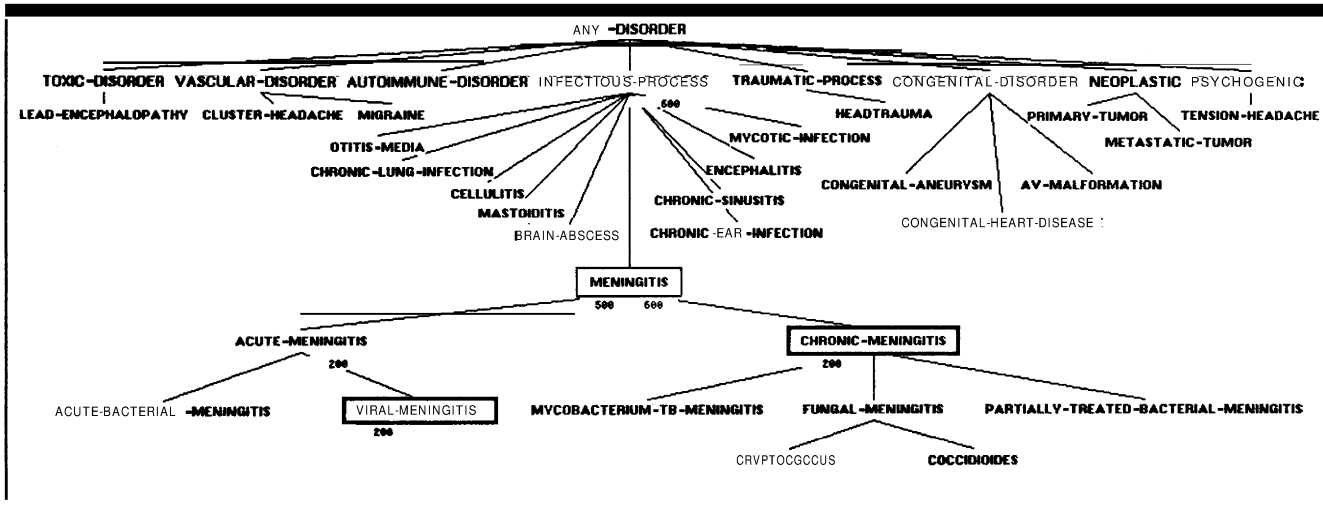 ANY-DISORDER
TOXIC-DISORDER VASCULAR-DISORDER AUTOIMMUNE-DISORDER INFECTIOUS-PROCESS TRAUMATIC-PROCESS CONGENITAL-DISORDER NEOPLASTIC PSYCHOGENIC
600
LEAD-ENCEPHALOPATHY CLUSTER-HEADACHE MIGRAINE HEADTRAUMA PRIMARY-TUMOR TENSION-HEADACHE
MYCOTIC-INFECTION
METASTATIC-TUMOR
OTITIS-MEDIA
CHRONIC-LUNG-INFECTION ENCEPHALITIS
CONGENITAL-ANEURYSM AV-MALFORMATION
CELLULITIS CHRONIC-SINUSITIS
MASTOIDITIS
CONGENITAL-HEART-DISEASE
BRAIN-ABSCESS CHRONIC-EAR-INFECTION
MENINGITIS
500 600
ACUTE-MENINGITIS CHRONIC-MENINGITIS
200 200
ACUTE-BACTERIAL-MENINGITIS VIRAL-MENINGITIS MYCOBACTERIUM-TB-MENINGITIS FUNGAL-MENINGITIS PARTIALLY-TREATED-BACTERIAL-MENINGITIS
200
CRVPTOCGCCUS COCCIDIOIDES